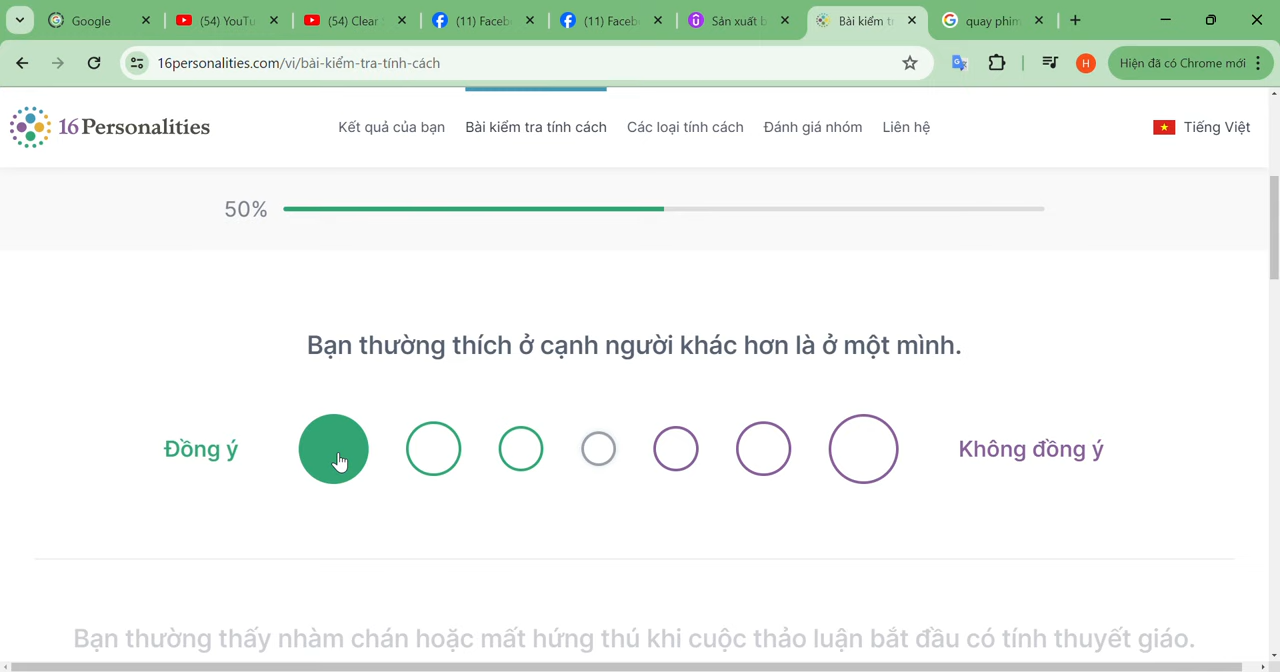 Google
(54) YouTu
(54) Clear
(11) Faceb
(11) Faceb
Sản xuất b
Bài kiểm tr
quay phim
16personalities.com/vi/bài-kiểm-tra-tính-cách
H
Hiện đã có Chrome mới
16Personalities
Kết quả của bạn
Bài kiểm tra tính cách
Các loại tính cách
Đánh giá nhóm
Liên hệ
Tiếng Việt
50%
Bạn thường thích ở cạnh người khác hơn là ở một mình.
Đồng ý
Không đồng ý
Bạn thường thấy nhàm chán hoặc mất hứng thú khi cuộc thảo luận bắt đầu có tính thuyết giáo.